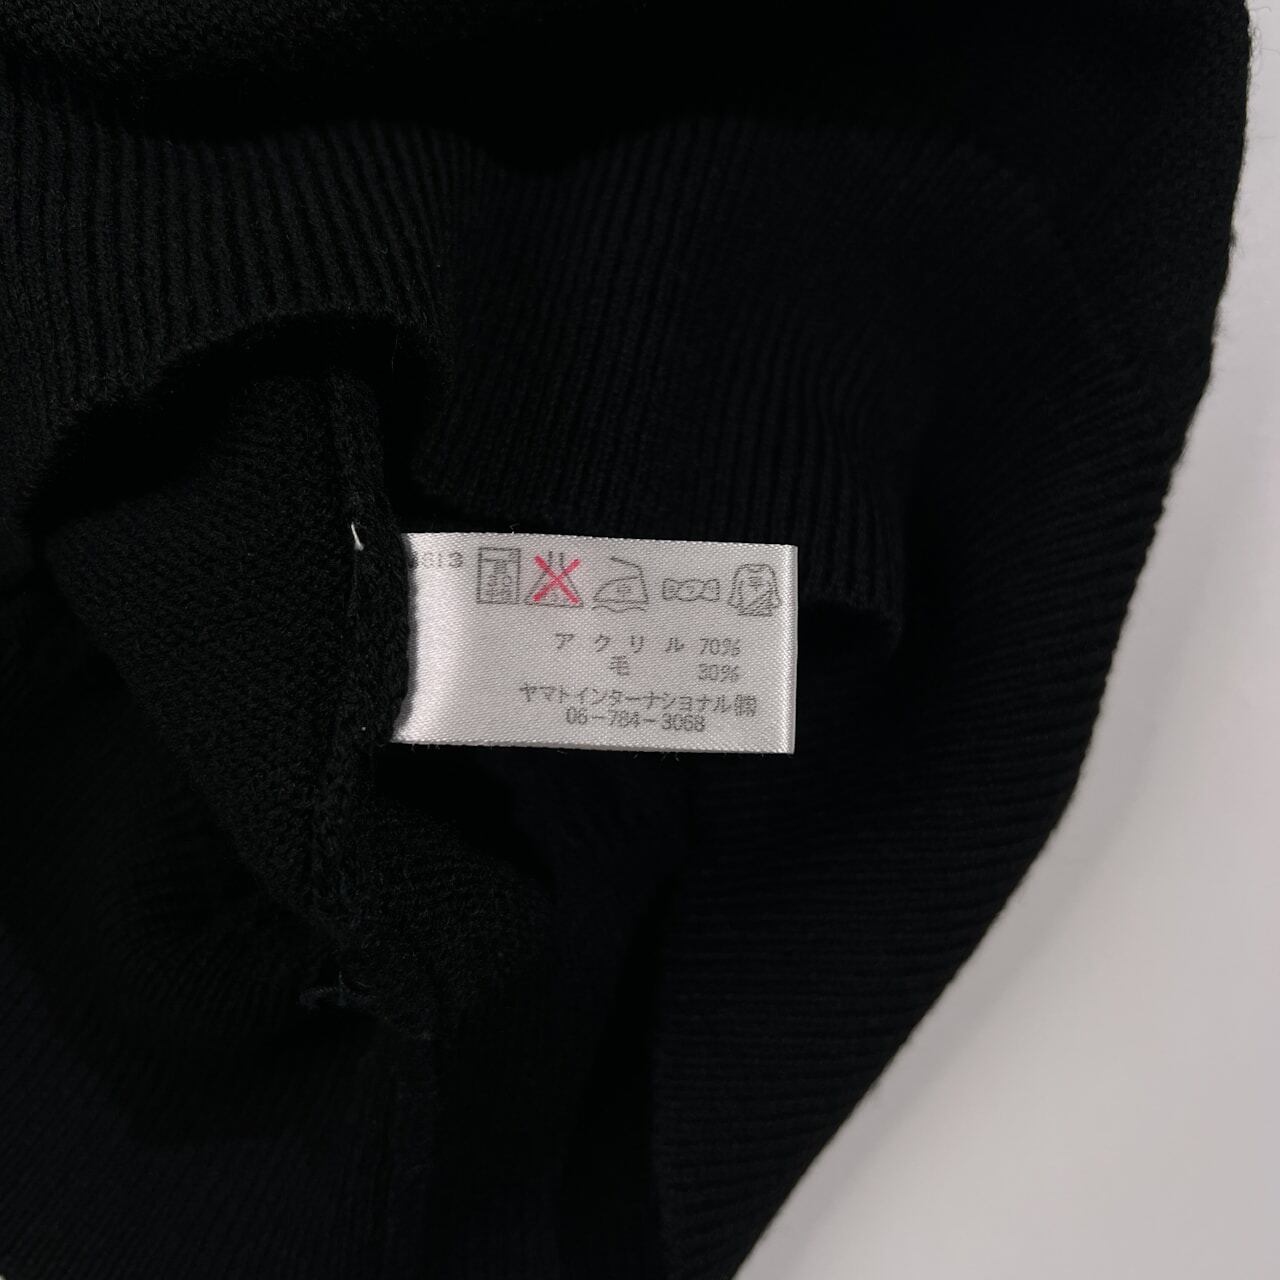 アクリル 70%
毛 30%
ヤマトインターナショナル㈱
06-784-3068